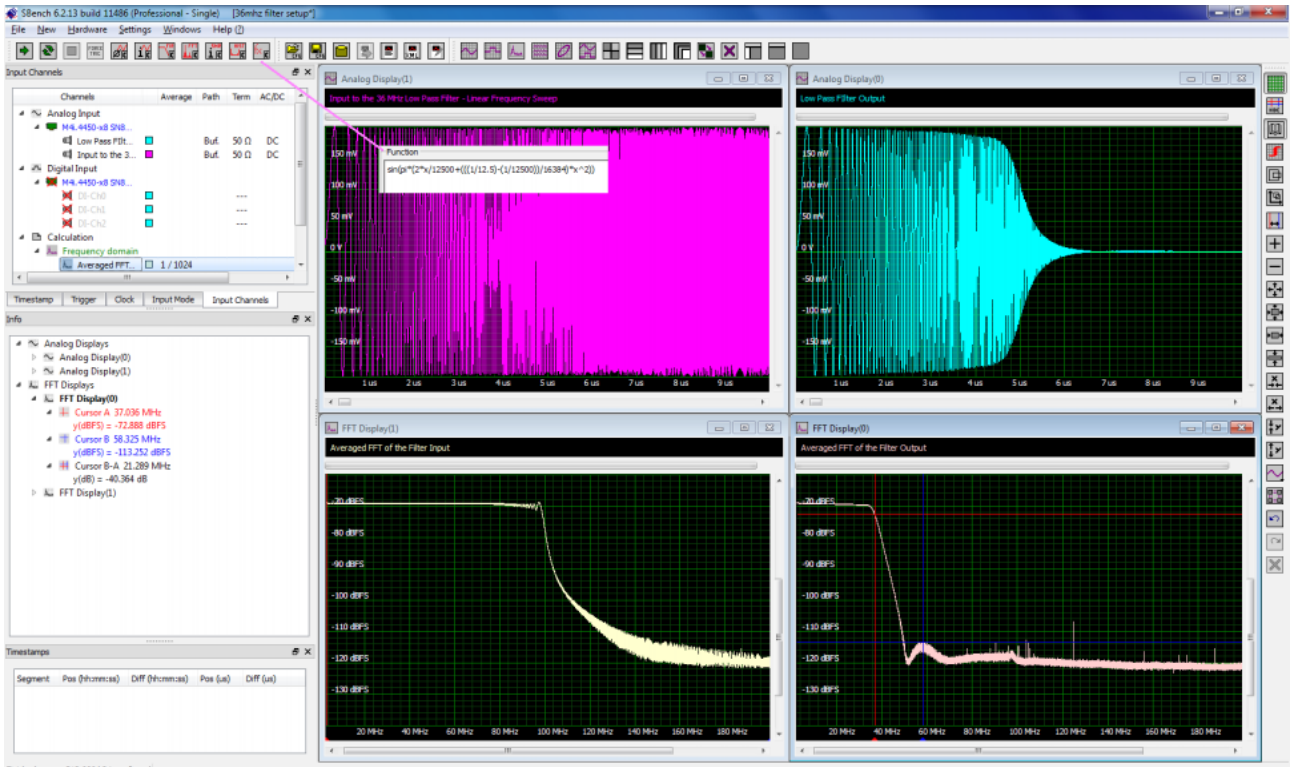 SBench 6.2.13 build 11486 (Professional - Single) [36mhz filter setup*]
File New Hardware Settings Windows Help (?)
Input Channels
Channels Average Path Term AC/DC
Analog Input
M4i.4450-x8 SN8...
Low Pass FIlt... Buf. 50 Ω DC
Input to the 3... Buf. 50 Ω DC
Digital Input
M4i.4450-x8 SN8...
DI-Ch0 ---
DI-Ch1 ---
DI-Ch2 ---
Calculation
Frequency domain
Averaged FFT... 1 / 1024
Timestamp Trigger Clock Input Mode Input Channels
Info
Analog Displays
Analog Display(0)
Analog Display(1)
FFT Displays
FFT Display(0)
Cursor A 37.036 MHz
y(dBFS) = -72.888 dBFS
Cursor B 58.325 MHz
y(dBFS) = -113.252 dBFS
Cursor B-A 21.289 MHz
y(dB) = -40.364 dB
FFT Display(1)
Timestamps
Segment Pos (hh:mm:ss) Diff (hh:mm:ss) Pos (us) Diff (us)
Analog Display(1)
Input to the 36 MHz Low Pass Filter - Linear Frequency Sweep
Function
sin(pi*(2*x/12500+(((1/12.5)-(1/12500))/16384)*x^2))
150 mV
100 mV
50 mV
0 V
-50 mV
-100 mV
-150 mV
1 us 2 us 3 us 4 us 5 us 6 us 7 us 8 us 9 us
Analog Display(0)
Low Pass FIlter Output
150 mV
100 mV
50 mV
0 V
-50 mV
-100 mV
-150 mV
1 us 2 us 3 us 4 us 5 us 6 us 7 us 8 us 9 us
FFT Display(1)
Averaged FFT of the Filter Input
-70 dBFS
-80 dBFS
-90 dBFS
-100 dBFS
-110 dBFS
-120 dBFS
-130 dBFS
20 MHz 40 MHz 60 MHz 80 MHz 100 MHz 120 MHz 140 MHz 160 MHz 180 MHz
FFT Display(0)
Averaged FFT of the Filter Output
-70 dBFS
-80 dBFS
-90 dBFS
-100 dBFS
-110 dBFS
-120 dBFS
-130 dBFS
20 MHz 40 MHz 60 MHz 80 MHz 100 MHz 120 MHz 140 MHz 160 MHz 180 MHz